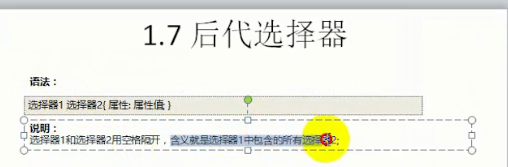 1.7 后代选择器
语法：
选择器1 选择器2{ 属性: 属性值; }
说明：
选择器1和选择器2用空格隔开，含义就是选择器1中包含的所有选择器2;